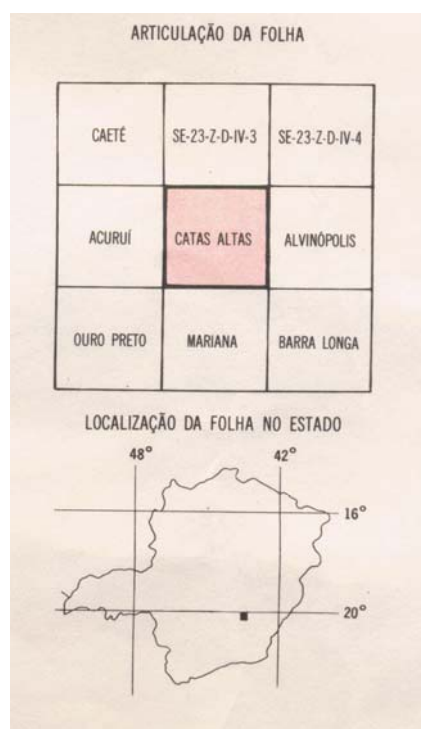 ARTICULAÇÃO DA FOLHA
CAETÉ SE-23-Z-D-IV-3 SE-23-Z-D-IV-4
ACURUÍ CATAS ALTAS ALVINÓPOLIS
OURO PRETO MARIANA BARRA LONGA
LOCALIZAÇÃO DA FOLHA NO ESTADO
48° 42°
16°
20°